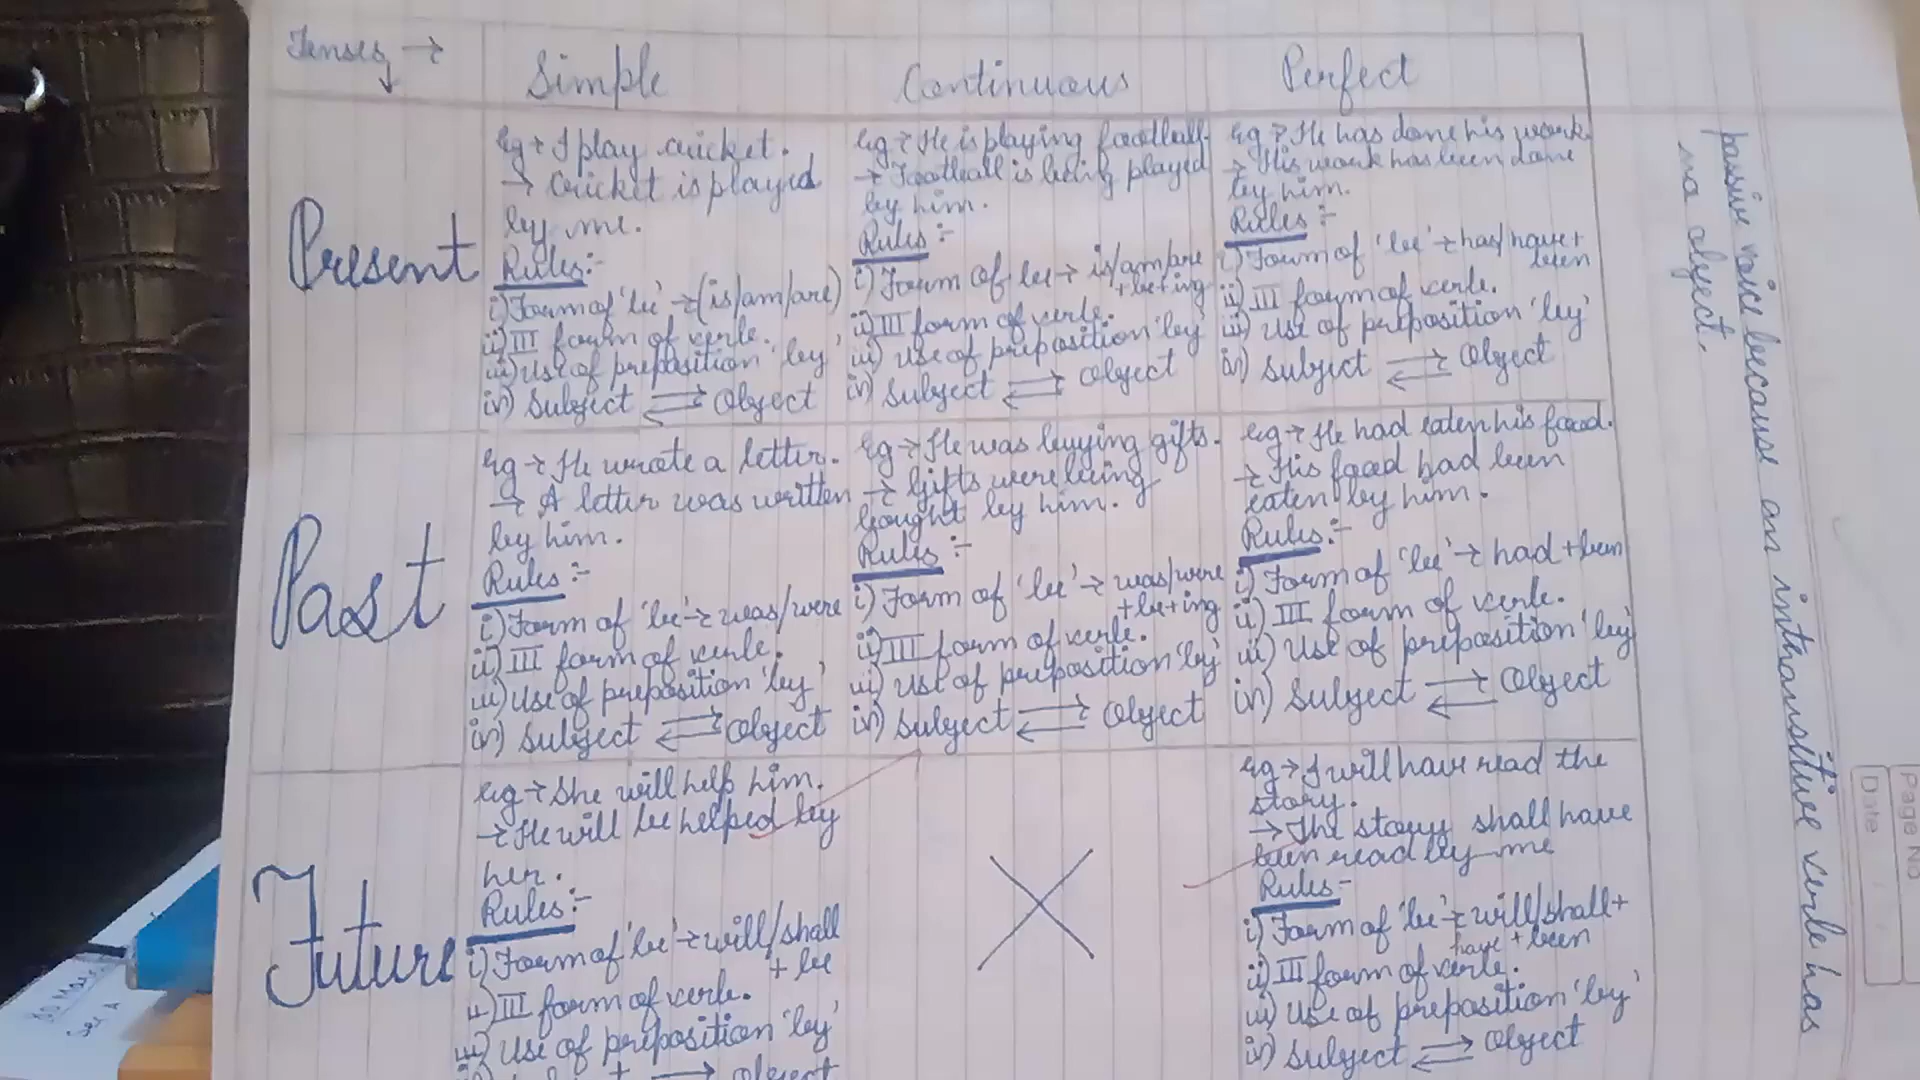 Tenses →
↓
Simple
Continuous
Perfect
Present
Eg → I play cricket.
→ Cricket is played
by me.
Rules:-
i) Form of 'be' → (is/am/are)
ii) III form of verb.
iii) Use of preposition 'by'
iv) Subject ⇄ Object
Eg → He is playing football.
→ Football is being played
by him.
Rules:-
i) Form of be → is/am/are
+be+ing
ii) III form of verb.
iii) Use of preposition 'by'
iv) Subject ⇄ Object
Eg → He has done his work.
→ His work has been done
by him.
Rules:-
i) Form of 'be' → has/have+
been
ii) III form of verb.
iii) Use of preposition 'by'
iv) Subject ⇄ Object
Past
Eg → He wrote a letter.
→ A letter was written
by him.
Rules:-
i) Form of 'be' → was/were
ii) III form of verb.
iii) Use of preposition 'by'
iv) Subject ⇄ Object
Eg → He was buying gifts.
→ Gifts were being
bought by him.
Rules:-
i) Form of 'be' → was/were
+be+ing
ii) III form of verb.
iii) Use of preposition 'by'
iv) Subject ⇄ Object
Eg → He had eaten his food.
→ His food had been
eaten by him.
Rules:-
i) Form of 'be' → had + been
ii) III form of verb.
iii) Use of preposition 'by'
iv) Subject ⇄ Object
Future
Eg → She will help him.
→ He will be helped by
her.
Rules:-
i) Form of 'be' → will/shall
+ be
ii) III form of verb.
iii) Use of preposition 'by'
→ Object
Eg → I will have read the
story.
→ The story shall have
been read by me
Rules-
i) Form of 'be' → will/shall+
have + been
ii) III form of verb.
iii) Use of preposition 'by'
iv) Subject ⇄ Object
passive voice because an intransitive verb has
no object.
Page No
Date
Sec A